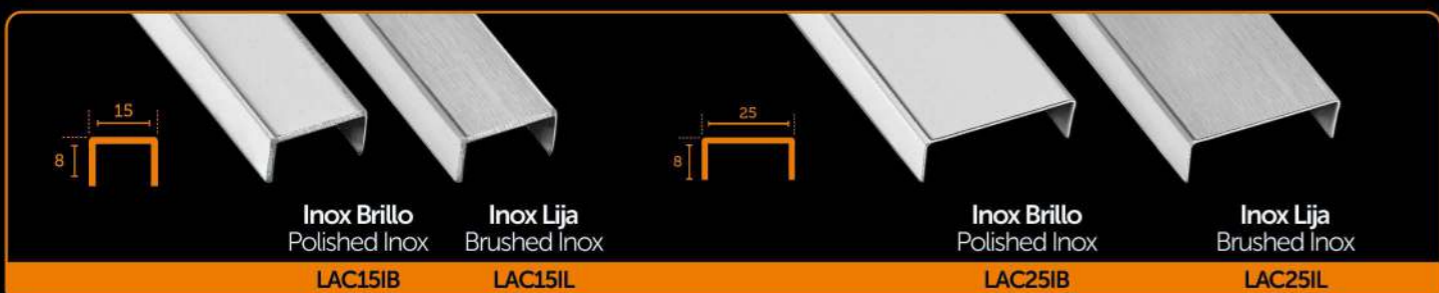 15
8
Inox Brillo
Polished Inox
LAC15IB
Inox Lija
Brushed Inox
LAC15IL
25
8
Inox Brillo
Polished Inox
LAC25IB
Inox Lija
Brushed Inox
LAC25IL